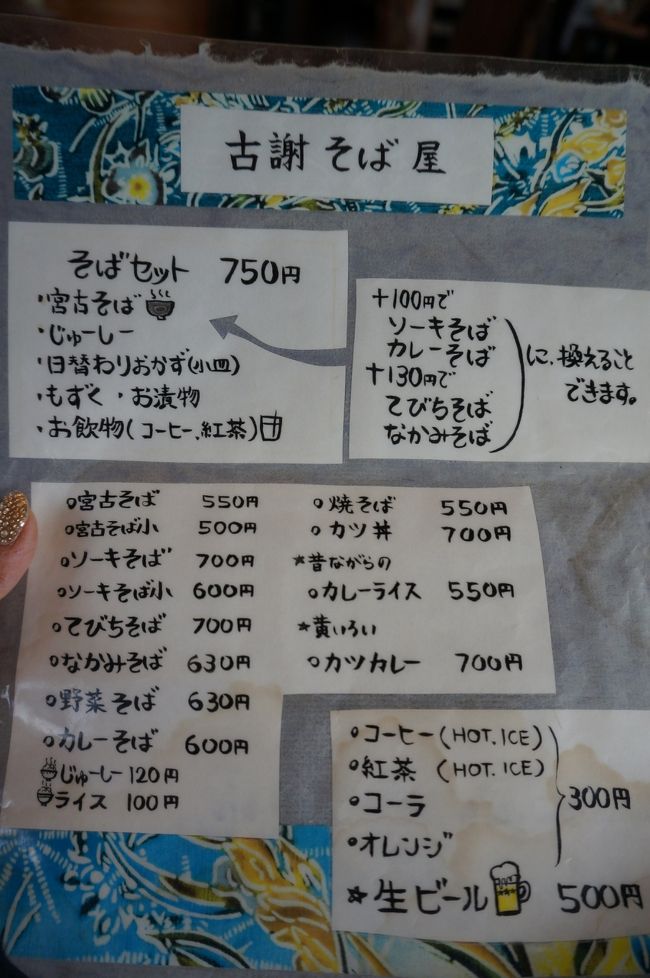 古謝そば屋
そばセット 750円
・宮古そば
・じゅーしー
・日替わりおかず(小皿)
・もずく・お漬物
・お飲物(コーヒー、紅茶)
+100円で
ソーキそば
カレーそば
+130円で
てびちそば
なかみそば
に、換えること
できます。
○宮古そば 550円
○宮古そば小 500円
○ソーキそば 700円
○ソーキそば小 600円
○てびちそば 700円
○なかみそば 630円
○野菜そば 630円
○カレーそば 600円
じゅーしー 120円
ライス 100円
○焼そば 550円
○カツ丼 700円
★昔ながらの
○カレーライス 550円
★黄いろい
○カツカレー 700円
○コーヒー(HOT.ICE)
○紅茶 (HOT.ICE)
○コーラ
○オレンジ
300円
★生ビール 500円